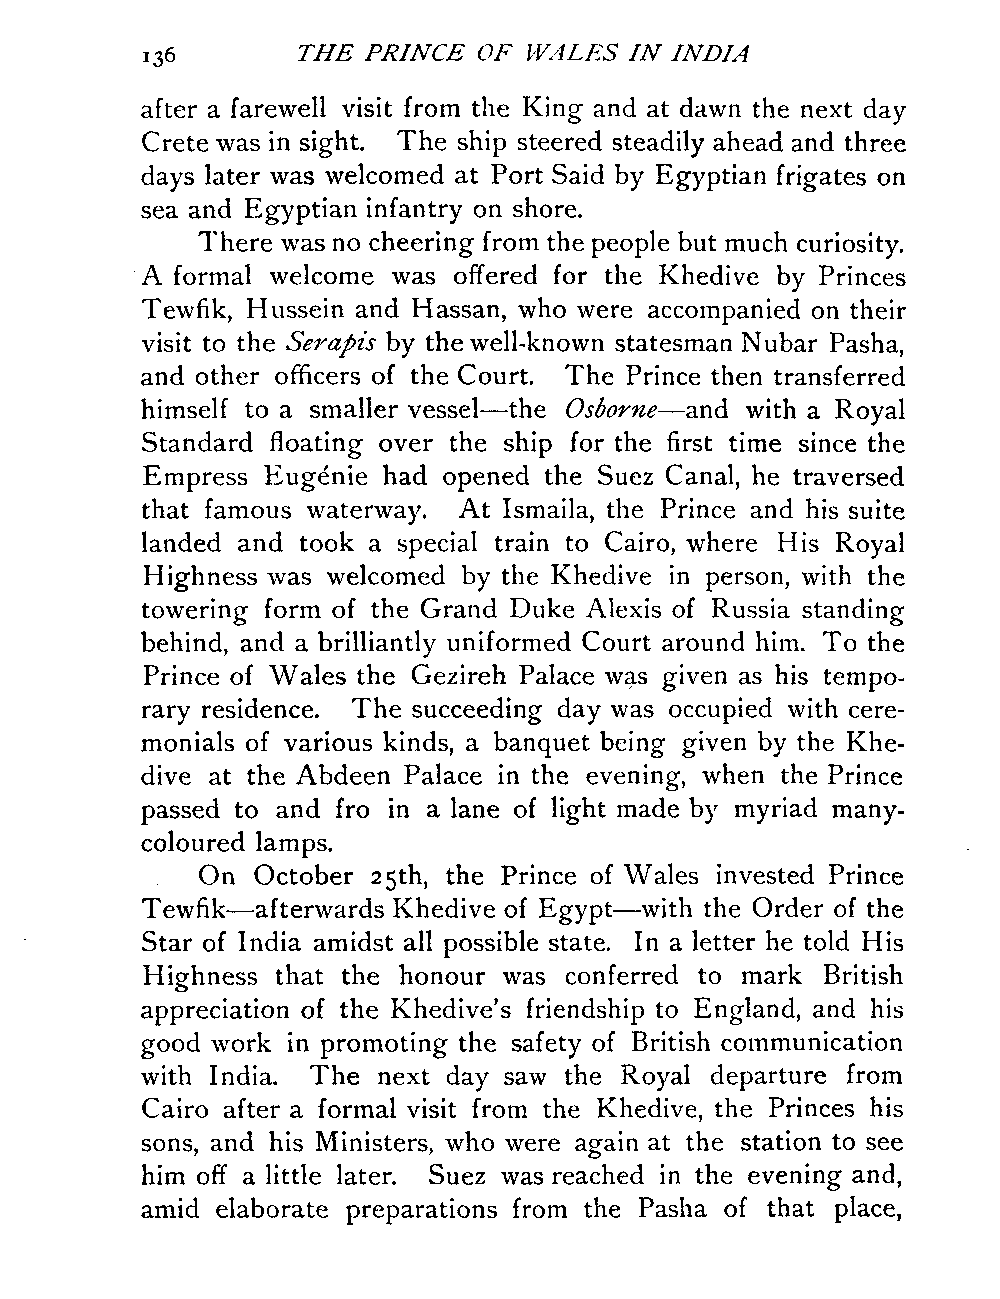 136 THE PRINCE OF WALES IN INDIA
after a farewell visit from the King and at dawn the next day
Crete was in sight. The ship steered steadily ahead and three
days later was welcomed at Port Said by Egyptian frigates on
sea and Egyptian infantry on shore.
There was no cheering from the people but much curiosity.
A formal welcome was offered for the Khedive by Princes
Tewfik, Hussein and Hassan, who were accompanied on their
visit to the Serapis by the well-known statesman Nubar Pasha,
and other officers of the Court. The Prince then transferred
himself to a smaller vessel—the Osborne—and with a Royal
Standard floating over the ship for the first time since the
Empress Eugénie had opened the Suez Canal, he traversed
that famous waterway. At Ismaila, the Prince and his suite
landed and took a special train to Cairo, where His Royal
Highness was welcomed by the Khedive in person, with the
towering form of the Grand Duke Alexis of Russia standing
behind, and a brilliantly uniformed Court around him. To the
Prince of Wales the Gezireh Palace was given as his tempo-
rary residence. The succeeding day was occupied with cere-
monials of various kinds, a banquet being given by the Khe-
dive at the Abdeen Palace in the evening, when the Prince
passed to and fro in a lane of light made by myriad many-
coloured lamps.
On October 25th, the Prince of Wales invested Prince
Tewfik—afterwards Khedive of Egypt—with the Order of the
Star of India amidst all possible state. In a letter he told His
Highness that the honour was conferred to mark British
appreciation of the Khedive's friendship to England, and his
good work in promoting the safety of British communication
with India. The next day saw the Royal departure from
Cairo after a formal visit from the Khedive, the Princes his
sons, and his Ministers, who were again at the station to see
him off a little later. Suez was reached in the evening and,
amid elaborate preparations from the Pasha of that place,